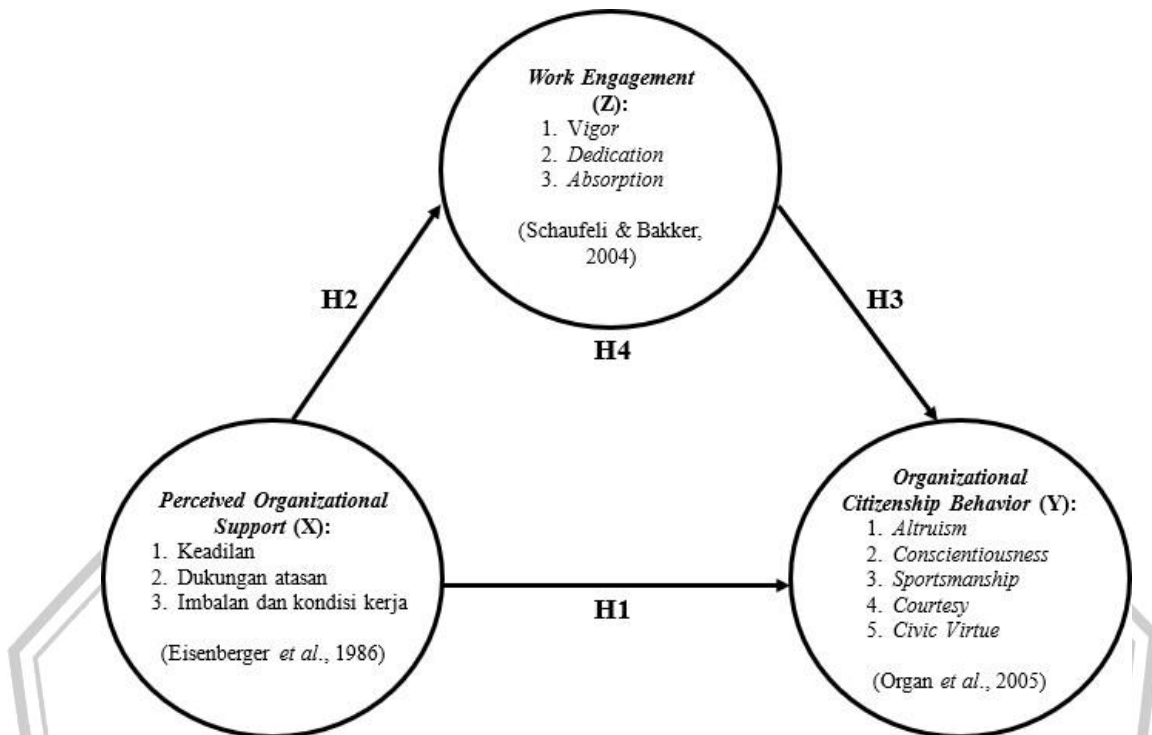 Work Engagement
(Z):
1. Vigor
2. Dedication
3. Absorption
(Schaufeli & Bakker,
2004)
H2
H3
H4
Perceived Organizational
Support (X):
1. Keadilan
2. Dukungan atasan
3. Imbalan dan kondisi kerja
(Eisenberger et al., 1986)
H1
Organizational
Citizenship Behavior (Y):
1. Altruism
2. Conscientiousness
3. Sportsmanship
4. Courtesy
5. Civic Virtue
(Organ et al., 2005)